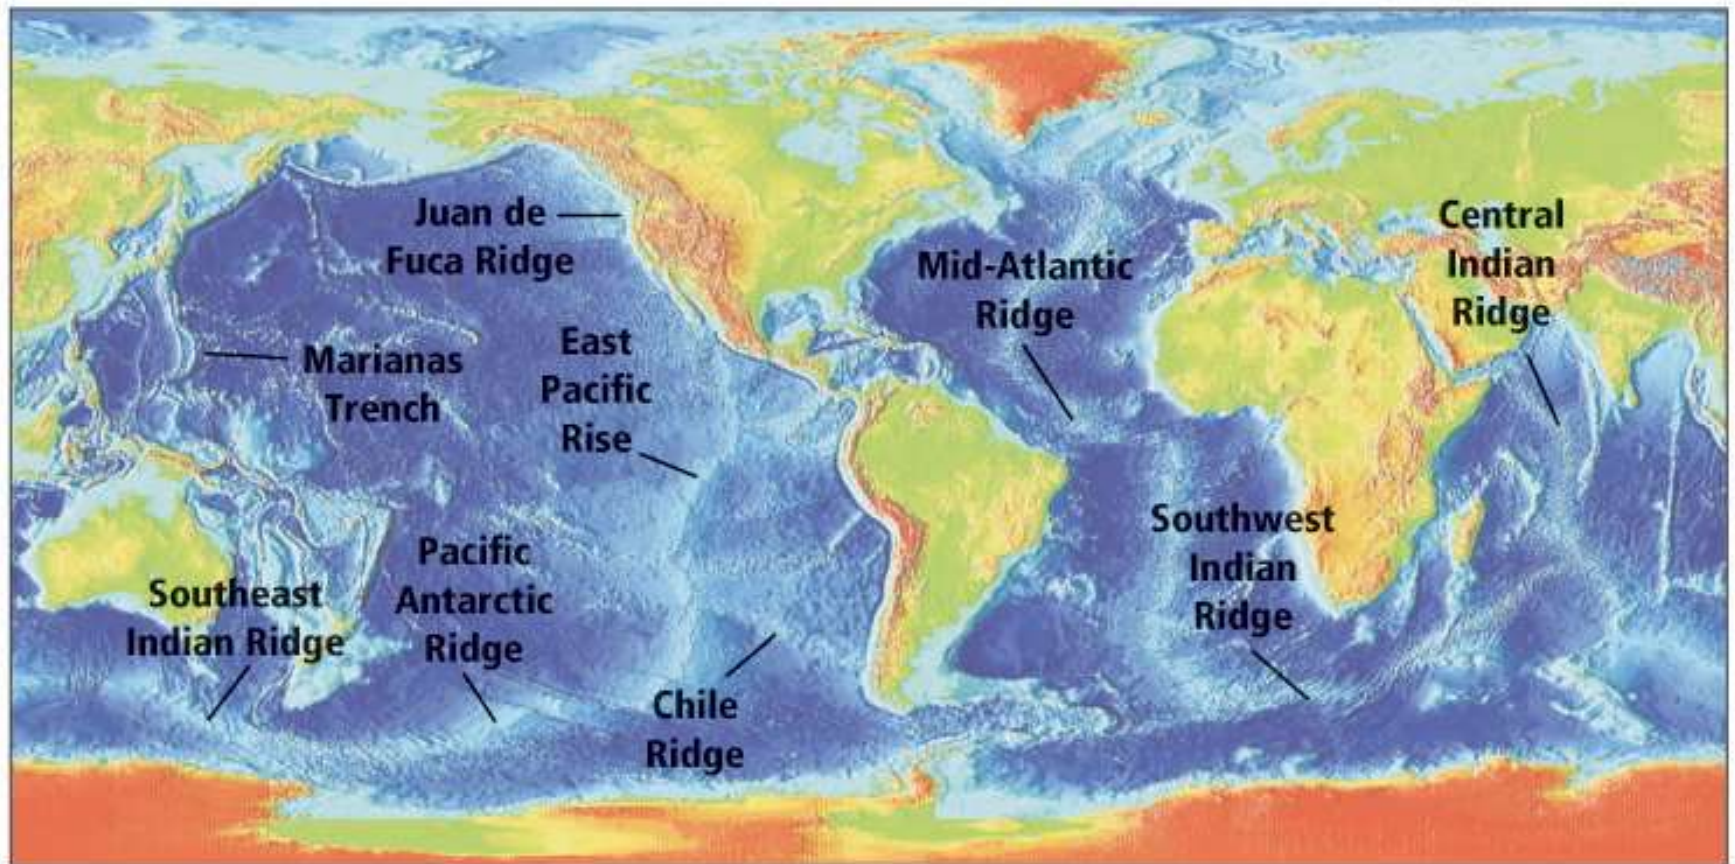 Juan de
Fuca Ridge
Marianas
Trench
East
Pacific
Rise
Mid-Atlantic
Ridge
Central
Indian
Ridge
Southeast
Indian Ridge
Pacific
Antarctic
Ridge
Chile
Ridge
Southwest
Indian
Ridge